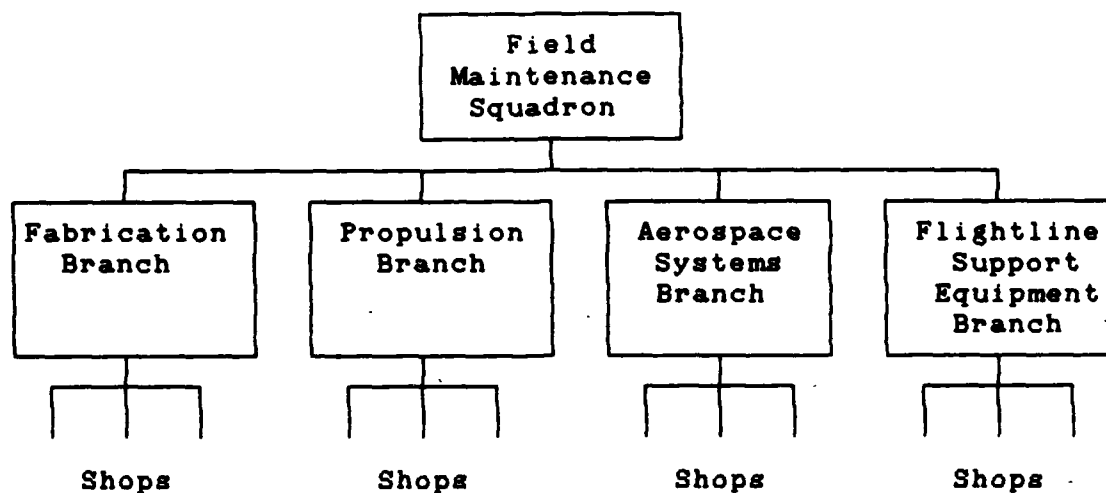 Field
Maintenance
Squadron
Fabrication
Branch
Propulsion
Branch
Aerospace
Systems
Branch
Flightline
Support
Equipment
Branch
Shops
Shops
Shops
Shops